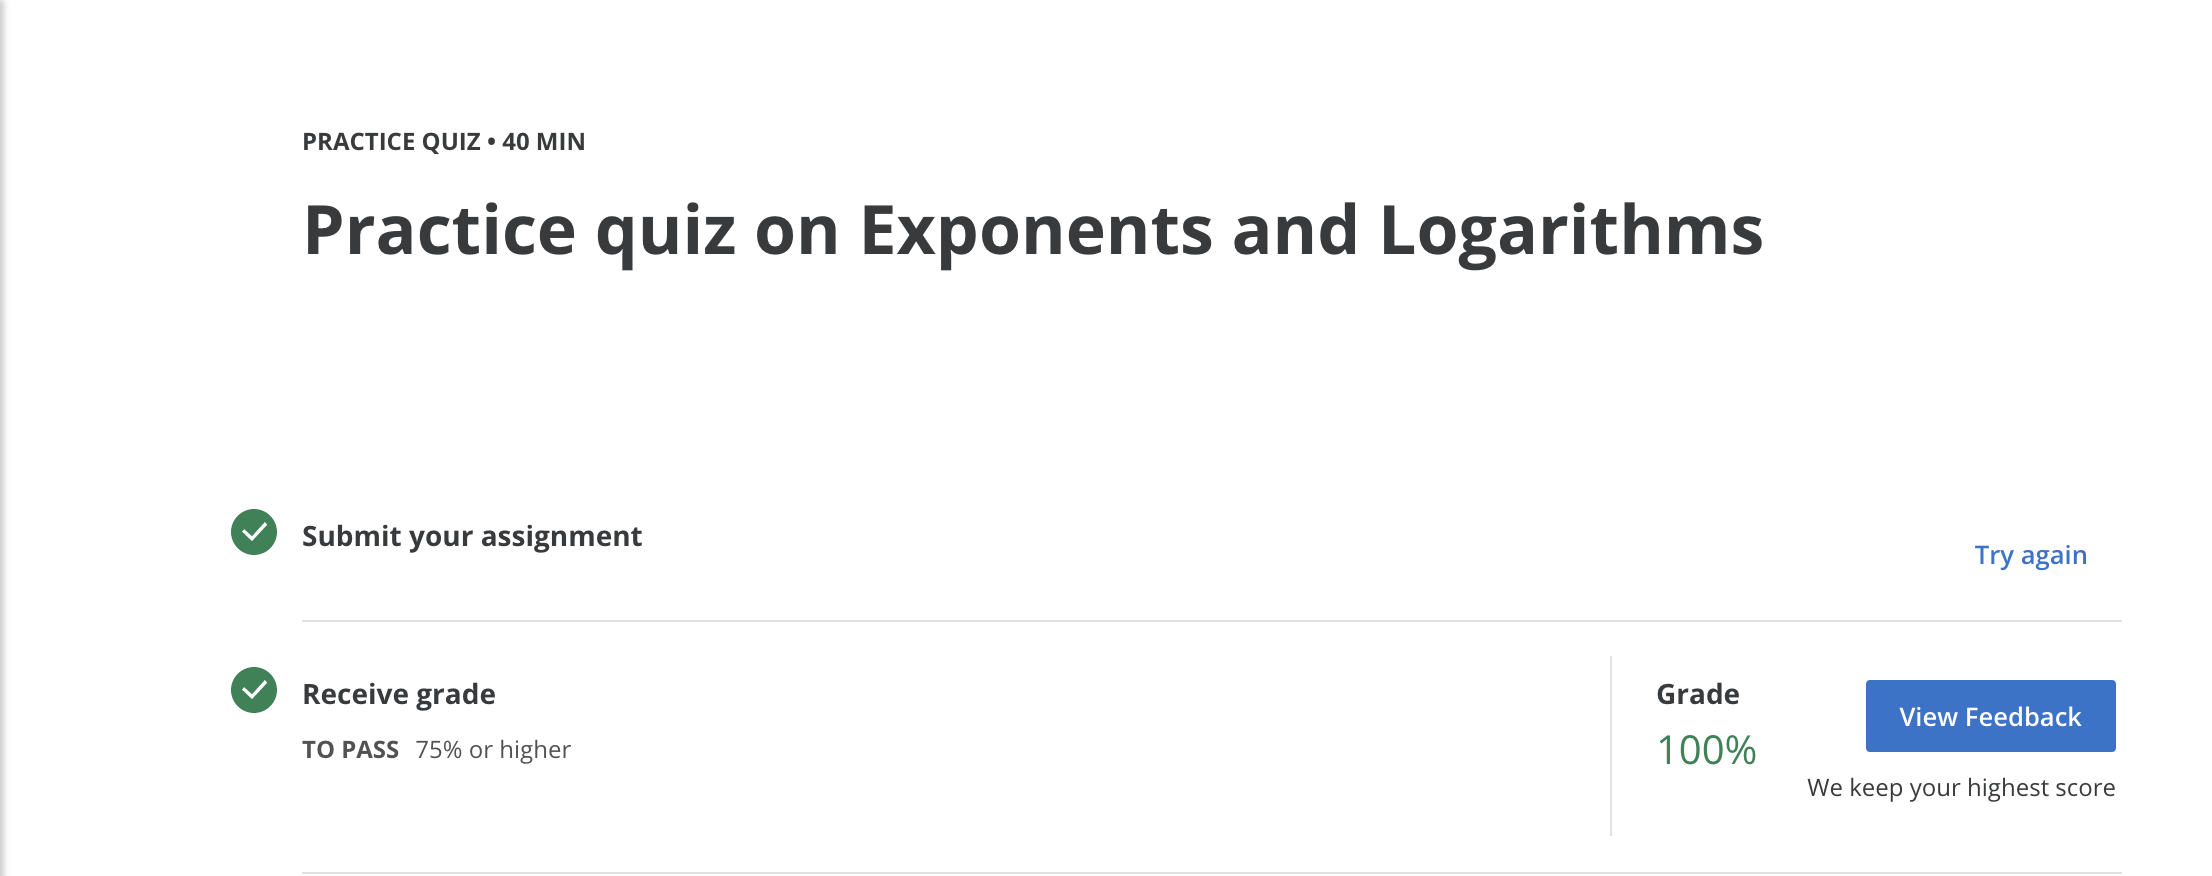 PRACTICE QUIZ • 40 MIN
Practice quiz on Exponents and Logarithms
Submit your assignment
Try again
Receive grade
TO PASS 75% or higher
Grade
100%
View Feedback
We keep your highest score